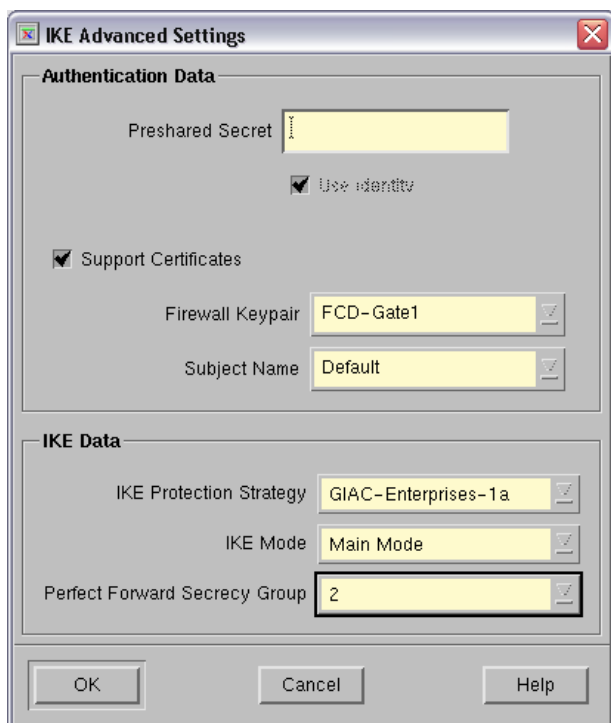 IKE Advanced Settings
Authentication Data
Preshared Secret
Use identity
Support Certificates
Firewall Keypair FCD-Gate1
Subject Name Default
IKE Data
IKE Protection Strategy GIAC-Enterprises-1a
IKE Mode Main Mode
Perfect Forward Secrecy Group 2
OK Cancel Help